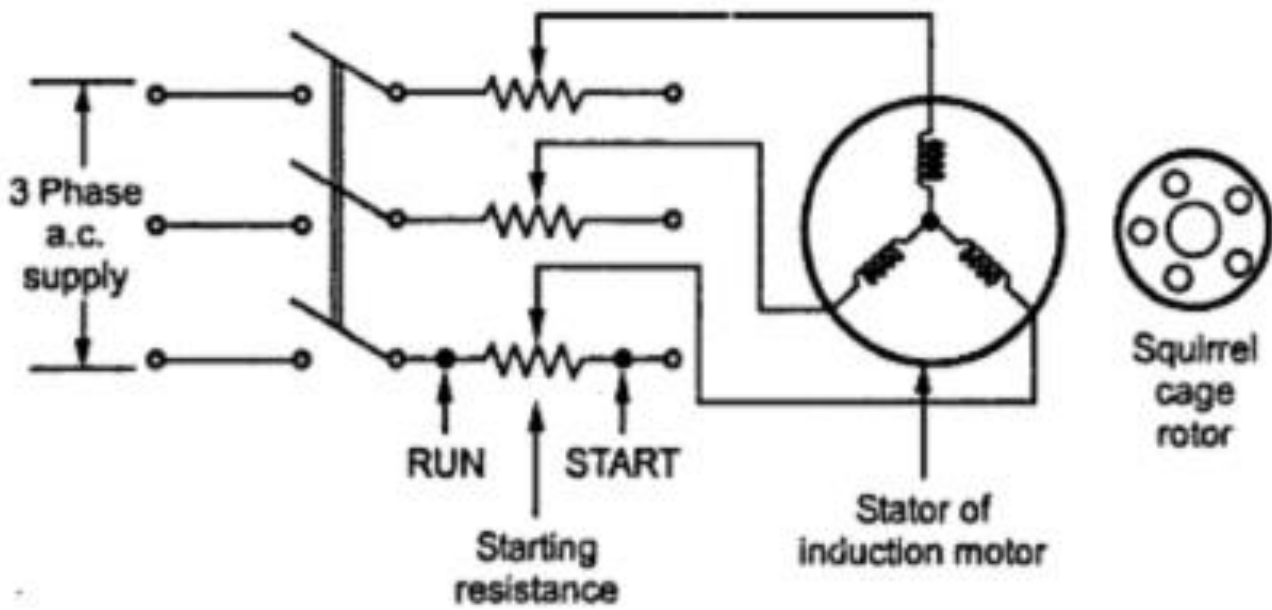 3 Phase
a.c.
supply
RUN
START
Starting
resistance
Stator of
induction motor
Squirrel
cage
rotor